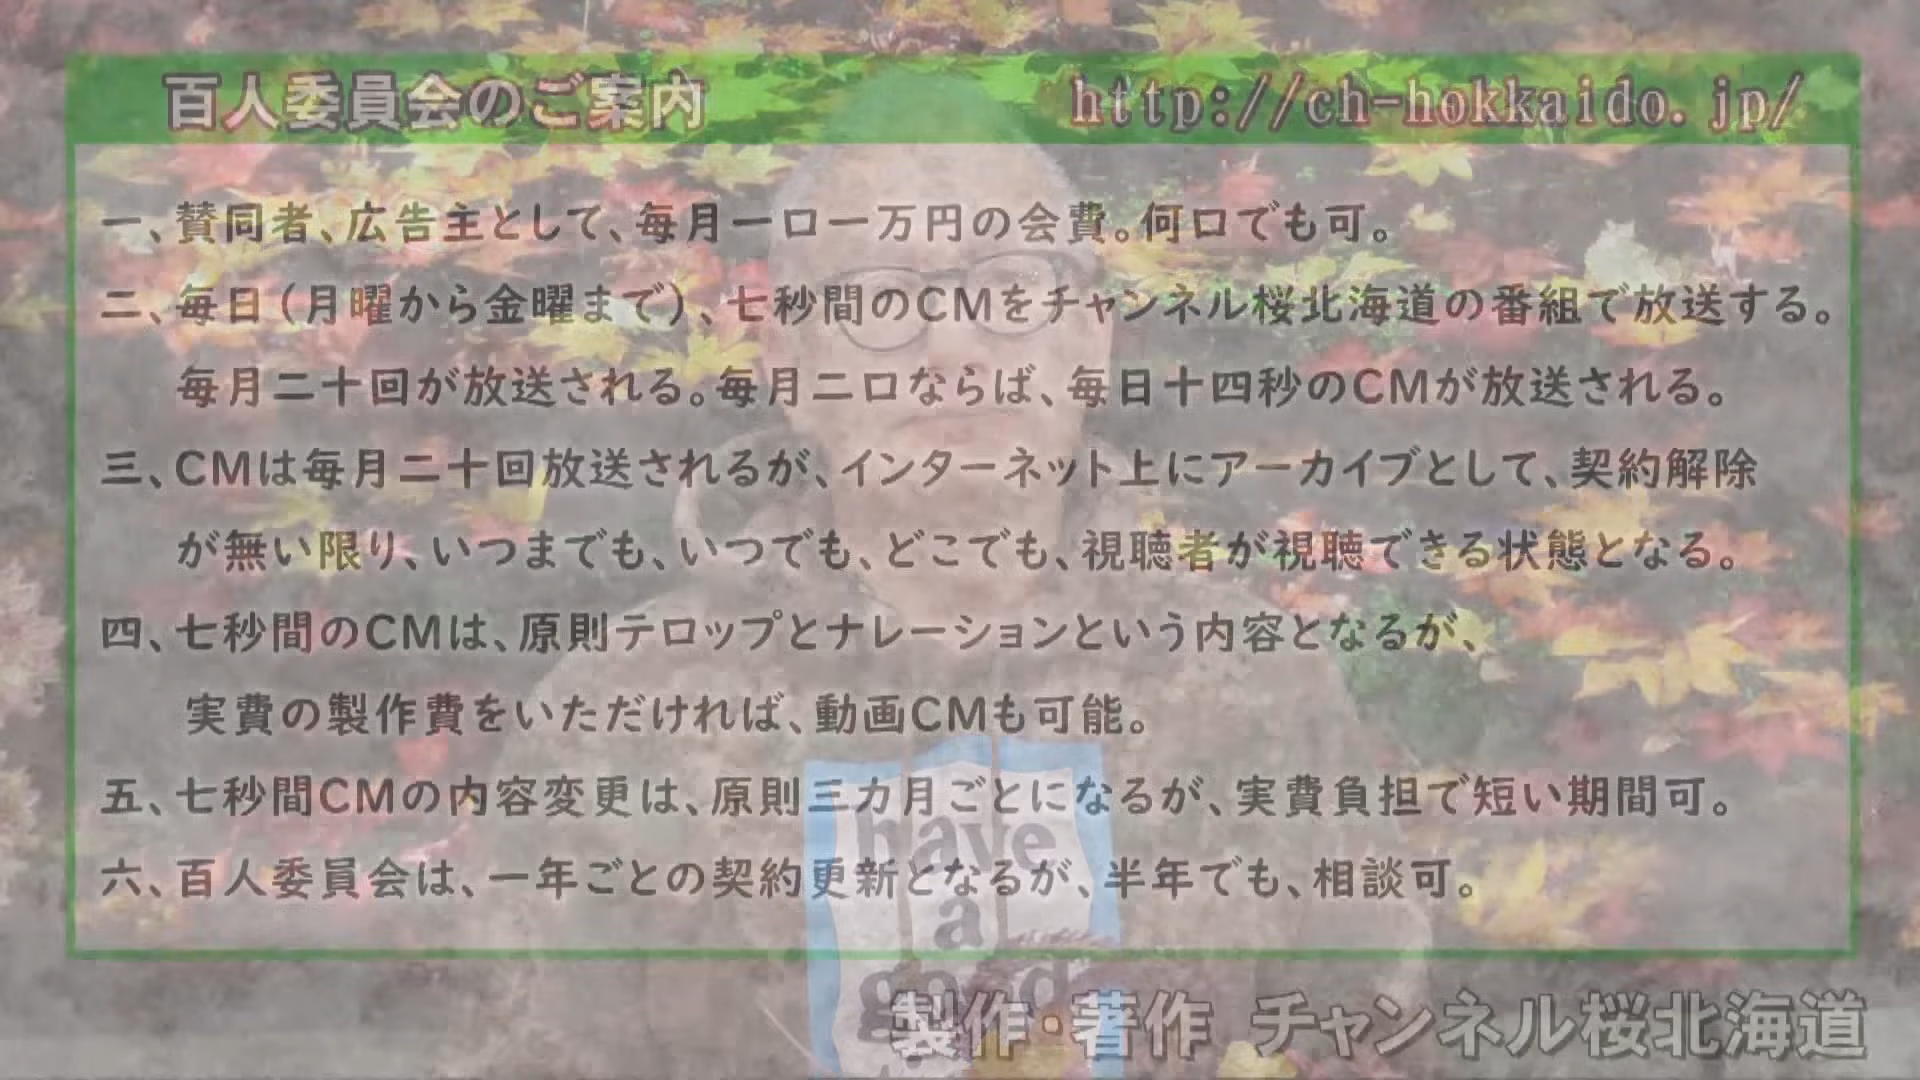 百人委員会のご案内
http://ch-hokkaido.jp/
一、賛同者、広告主として、毎月一口一万円の会費。何口でも可。
二、毎日（月曜から金曜まで）、七秒間のCMをチャンネル桜北海道の番組で放送する。
毎月二十回が放送される。毎月二口ならば、毎日十四秒のCMが放送される。
三、CMは毎月二十回放送されるが、インターネット上にアーカイブとして、契約解除
が無い限り、いつまでも、いつでも、どこでも、視聴者が視聴できる状態となる。
四、七秒間のCMは、原則テロップとナレーションという内容となるが、
実費の製作費をいただければ、動画CMも可能。
五、七秒間CMの内容変更は、原則三カ月ごとになるが、実費負担で短い期間可。
六、百人委員会は、一年ごとの契約更新となるが、半年でも、相談可。
have
a
good
製作・著作 チャンネル桜北海道